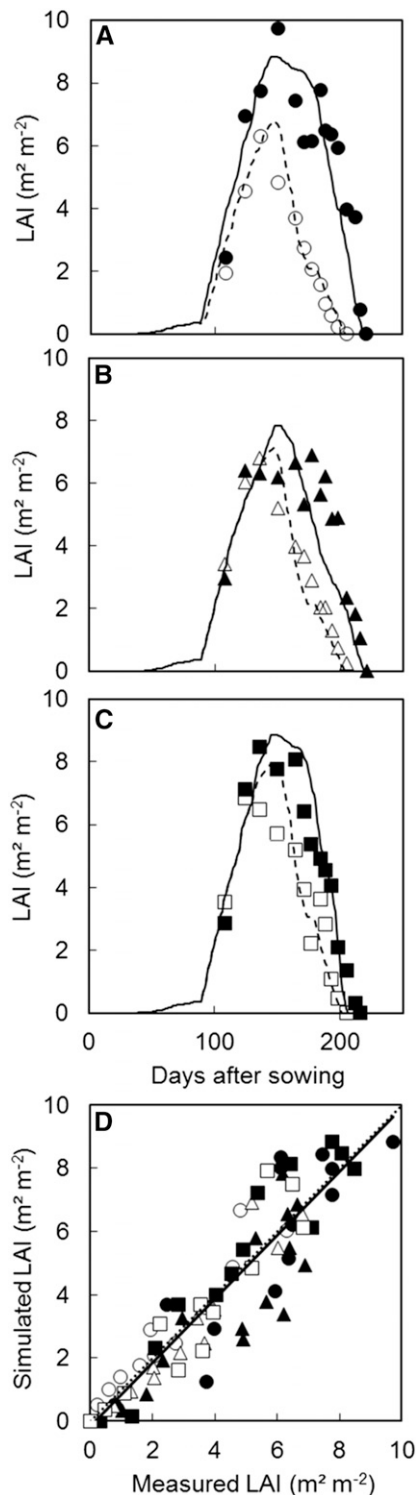 A
10
8
6
4
2
0
LAI (m² m⁻²)
B
10
8
6
4
2
0
LAI (m² m⁻²)
C
10
8
6
4
2
0
LAI (m² m⁻²)
0 100 200
Days after sowing
D
10
8
6
4
2
0
Simulated LAI (m² m⁻²)
0 2 4 6 8 10
Measured LAI (m² m⁻²)